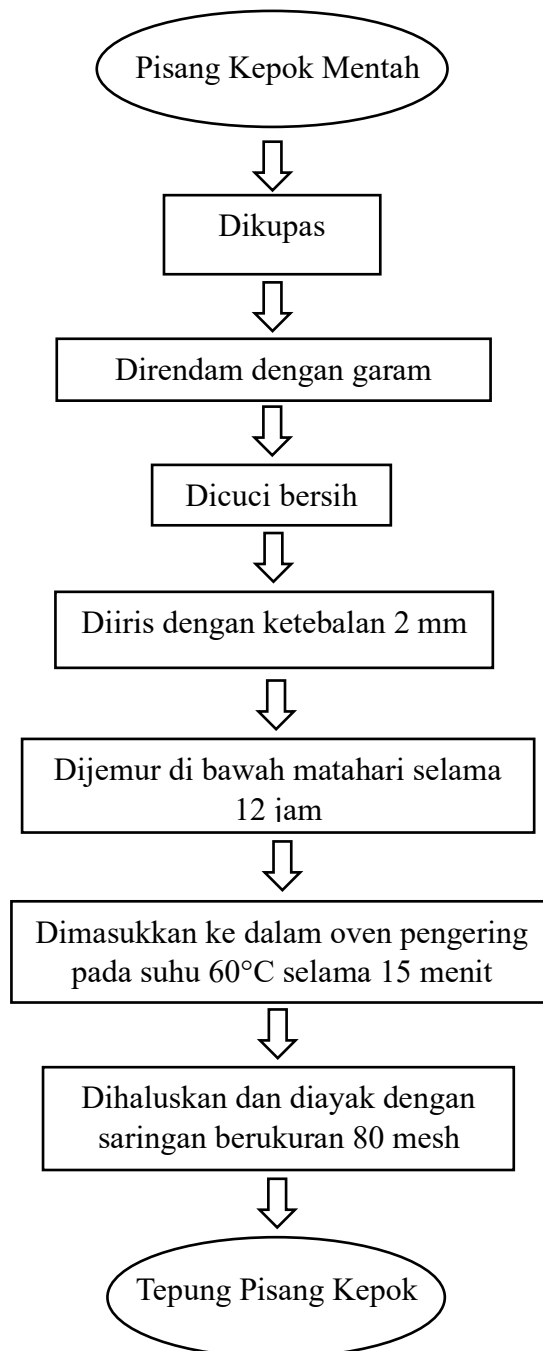 Pisang Kepok Mentah
Dikupas
Direndam dengan garam
Dicuci bersih
Diiris dengan ketebalan 2 mm
Dijemur di bawah matahari selama
12 jam
Dimasukkan ke dalam oven pengering
pada suhu 60°C selama 15 menit
Dihaluskan dan diayak dengan
saringan berukuran 80 mesh
Tepung Pisang Kepok